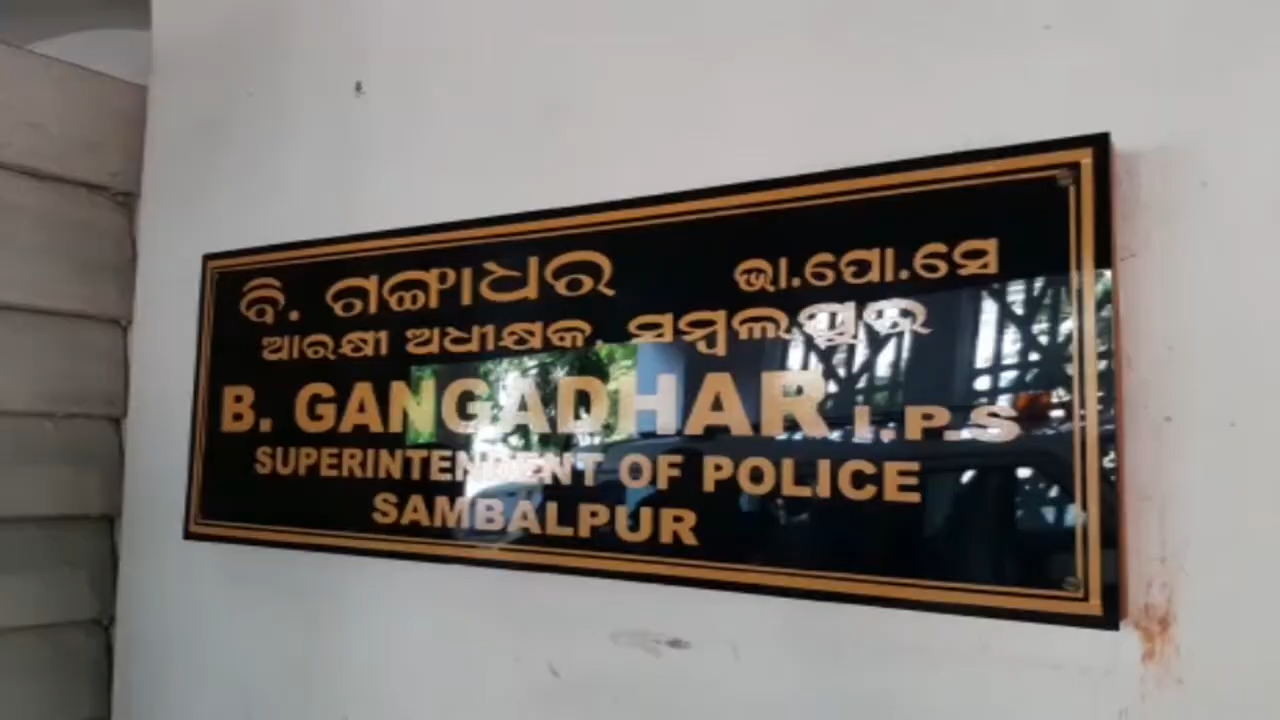 ବି. ଗଙ୍ଗାଧର ଭା.ପୋ.ସେ
ଆରକ୍ଷୀ ଅଧୀକ୍ଷକ, ସମ୍ବଲପୁର
B. GANGADHAR I.P.S
SUPERINTENDENT OF POLICE
SAMBALPUR